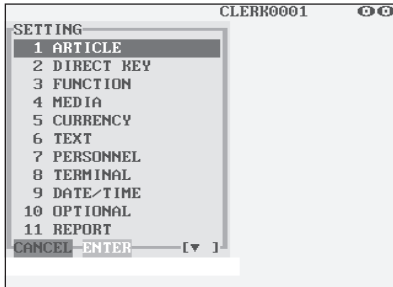 CLERK0001 00
SETTING
1 ARTICLE
2 DIRECT KEY
3 FUNCTION
4 MEDIA
5 CURRENCY
6 TEXT
7 PERSONNEL
8 TERMINAL
9 DATE/TIME
10 OPTIONAL
11 REPORT
CANCEL ENTER [▼ ]